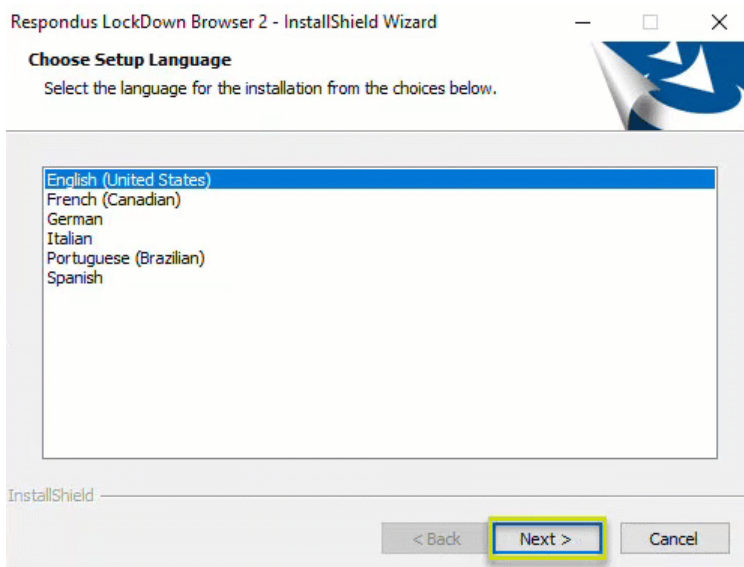 Respondus LockDown Browser 2 - InstallShield Wizard
Choose Setup Language
Select the language for the installation from the choices below.
English (United States)
French (Canadian)
German
Italian
Portuguese (Brazilian)
Spanish
InstallShield
< Back Next > Cancel